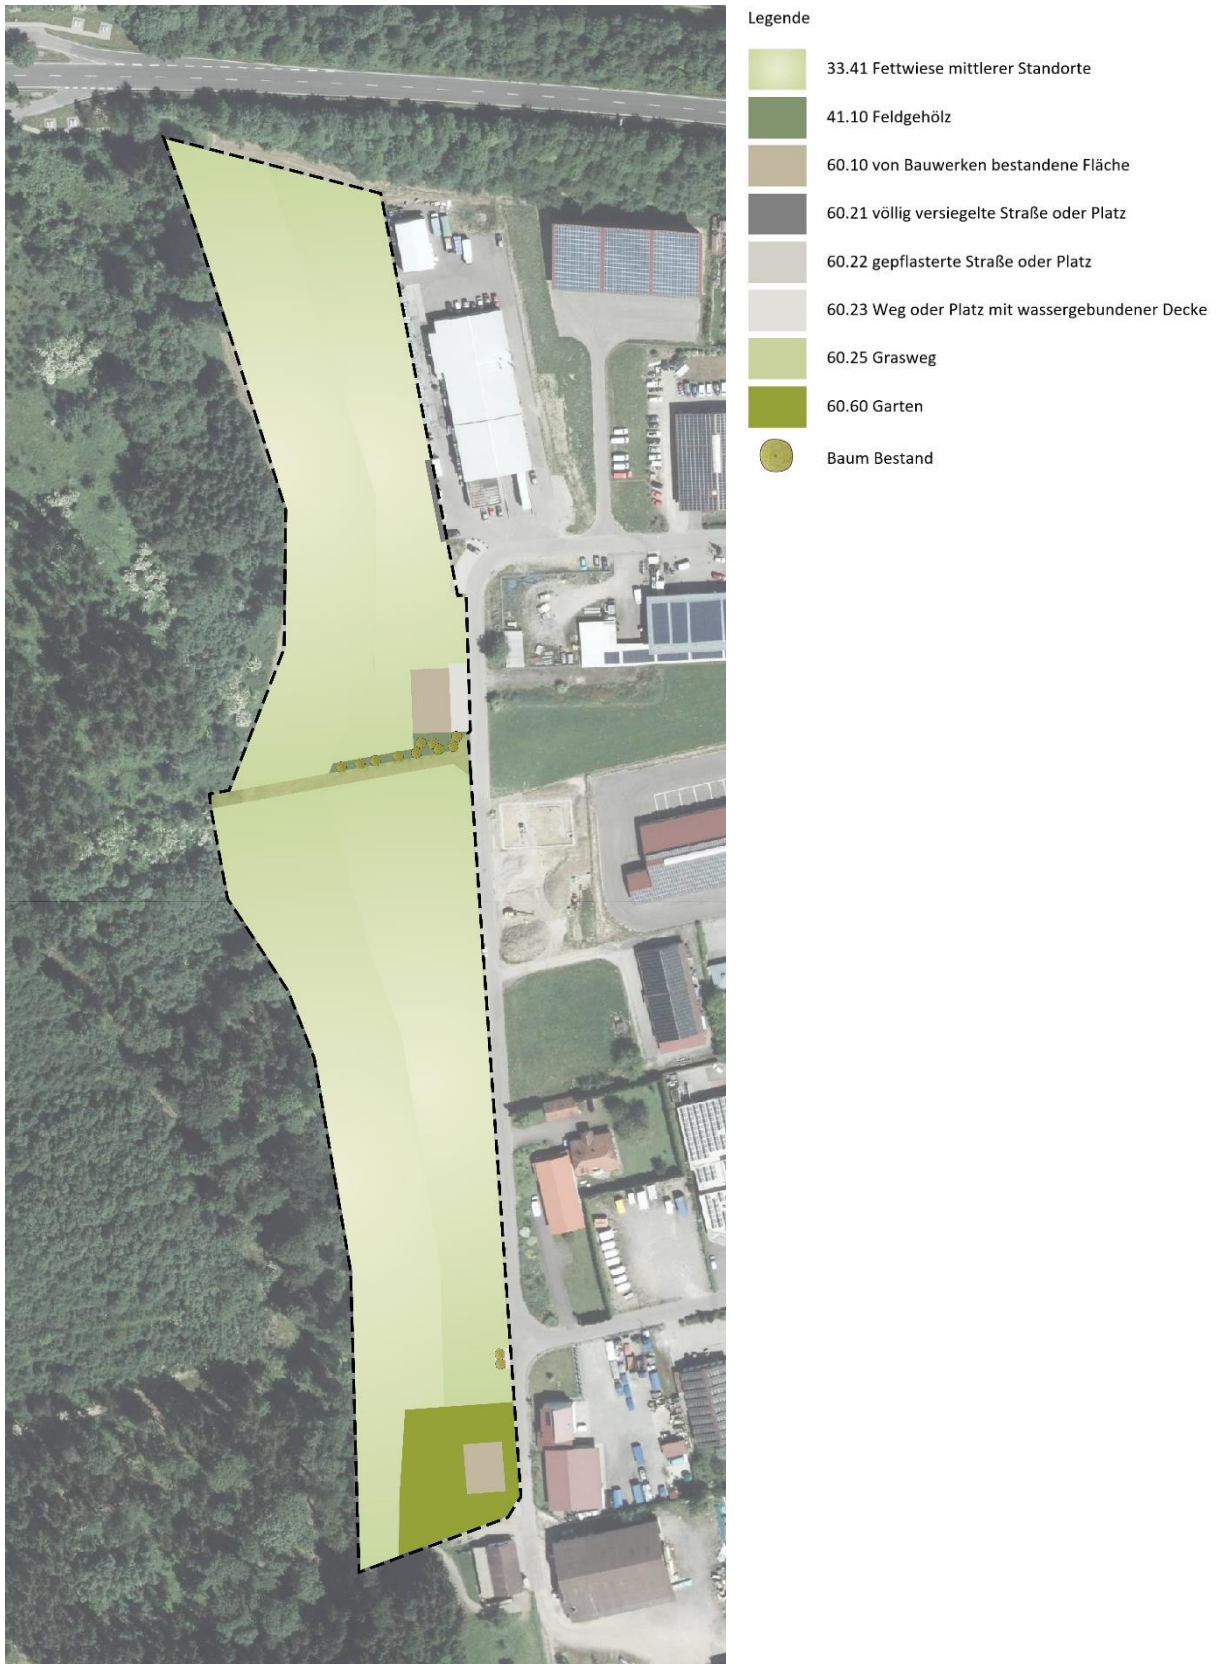 Legende
33.41 Fettwiese mittlerer Standorte
41.10 Feldgehölz
60.10 von Bauwerken bestandene Fläche
60.21 völlig versiegelte Straße oder Platz
60.22 gepflasterte Straße oder Platz
60.23 Weg oder Platz mit wassergebundener Decke
60.25 Grasweg
60.60 Garten
Baum Bestand